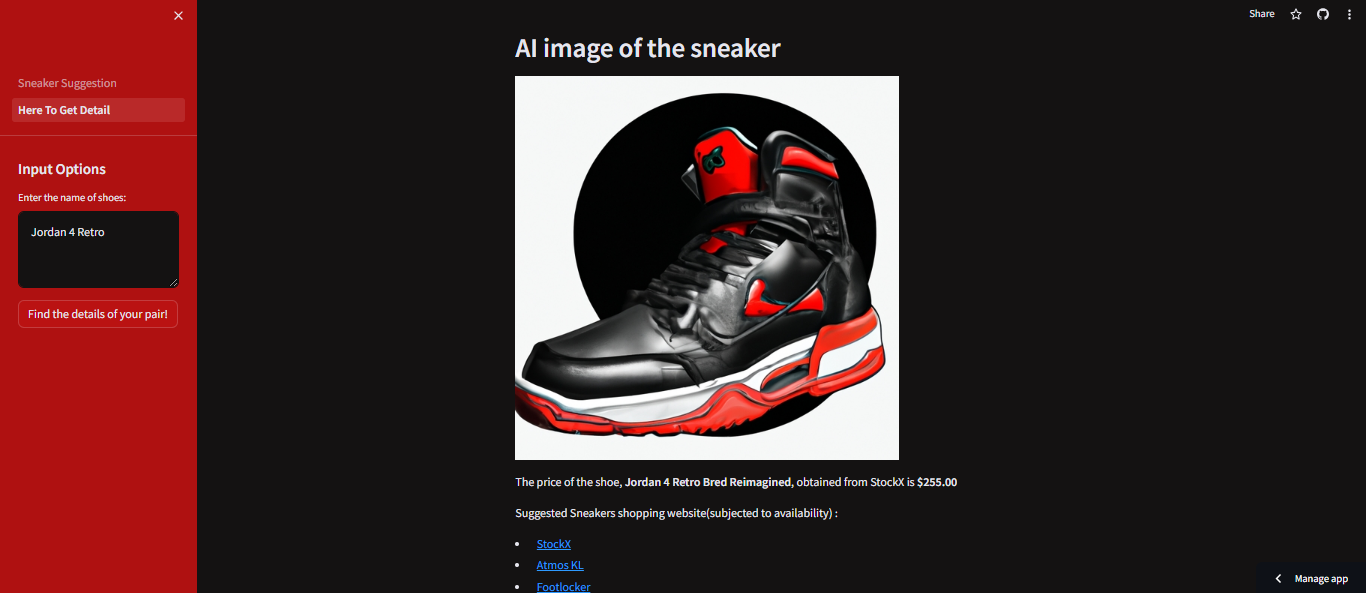 Share
Sneaker Suggestion
Here To Get Detail
Input Options
Enter the name of shoes:
Jordan 4 Retro
Find the details of your pair!
AI image of the sneaker
The price of the shoe, Jordan 4 Retro Bred Reimagined, obtained from StockX is $255.00
Suggested Sneakers shopping website(subjected to availability) :
StockX
Atmos KL
Footlocker
Manage app